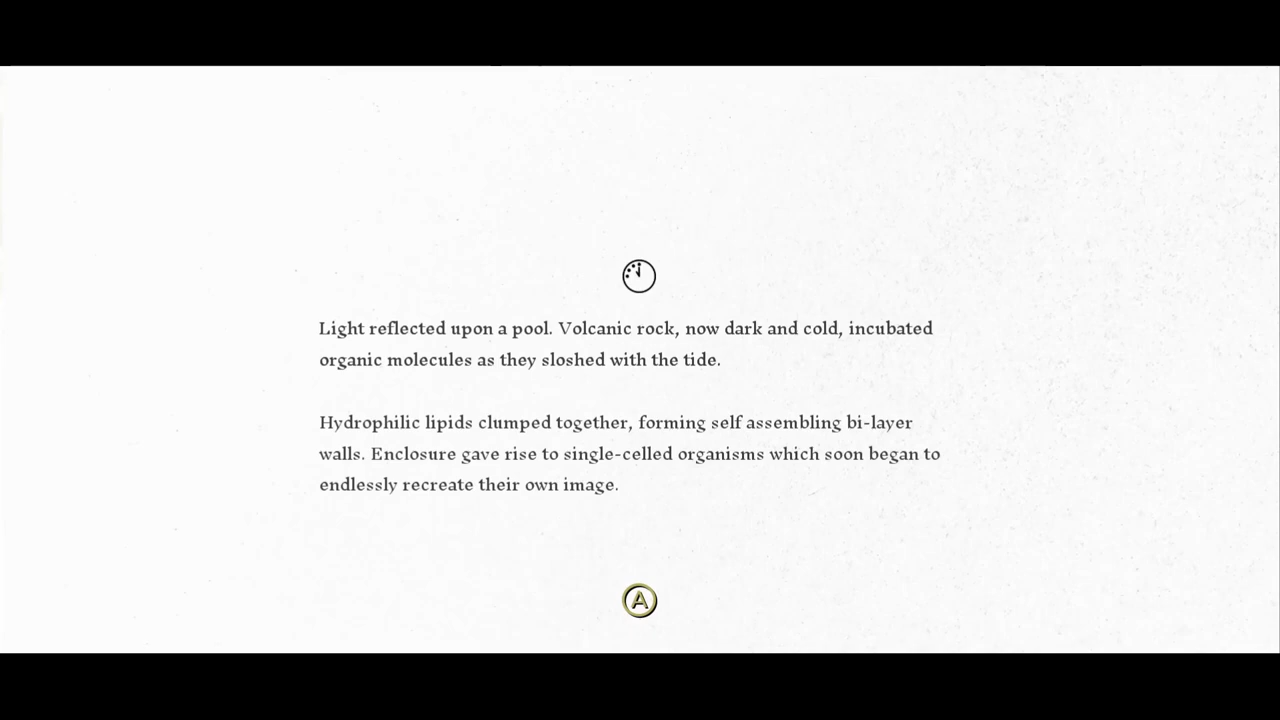 Light reflected upon a pool. Volcanic rock, now dark and cold, incubated
organic molecules as they sloshed with the tide.
Hydrophilic lipids clumped together, forming self assembling bi-layer
walls. Enclosure gave rise to single-celled organisms which soon began to
endlessly recreate their own image.
A